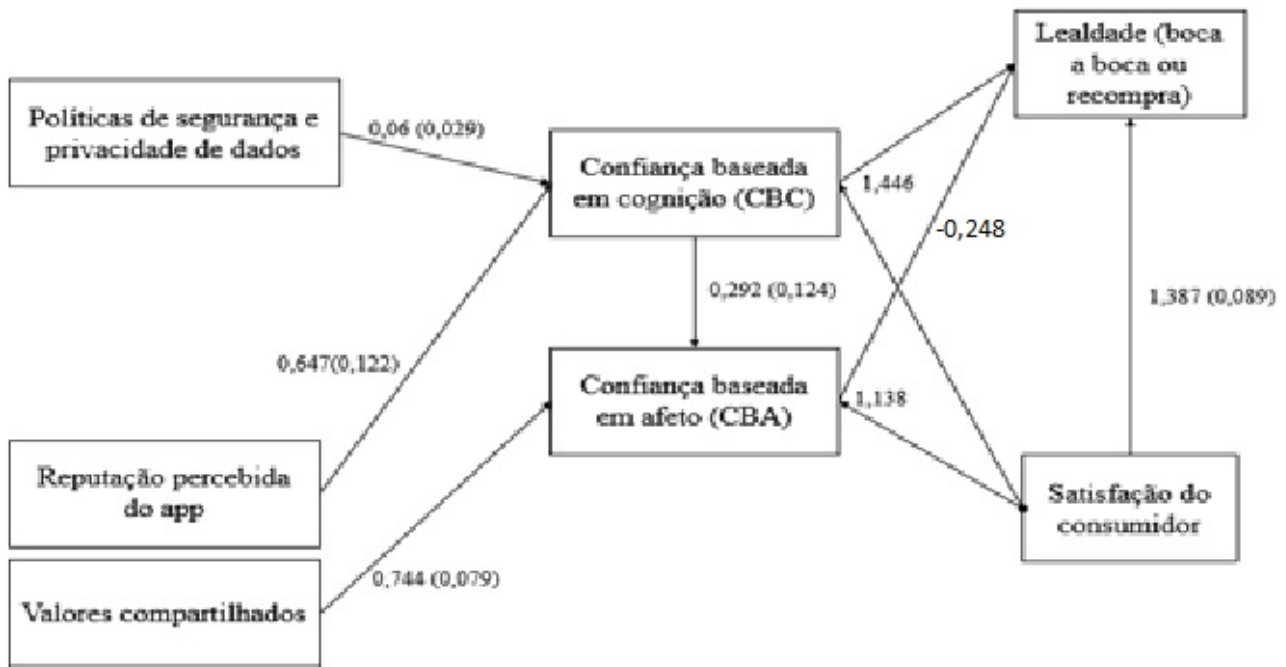 Políticas de segurança e
privacidade de dados
0,06 (0,029)
Confiança baseada
em cognição (CBC)
Lealdade (boca
a boca ou
recompra)
1,446
-0,248
0,292 (0,124)
1,387 (0,089)
0,647(0,122)
Confiança baseada
em afeto (CBA)
1,138
Reputação percebida
do app
Satisfação do
consumidor
0,744 (0,079)
Valores compartilhados